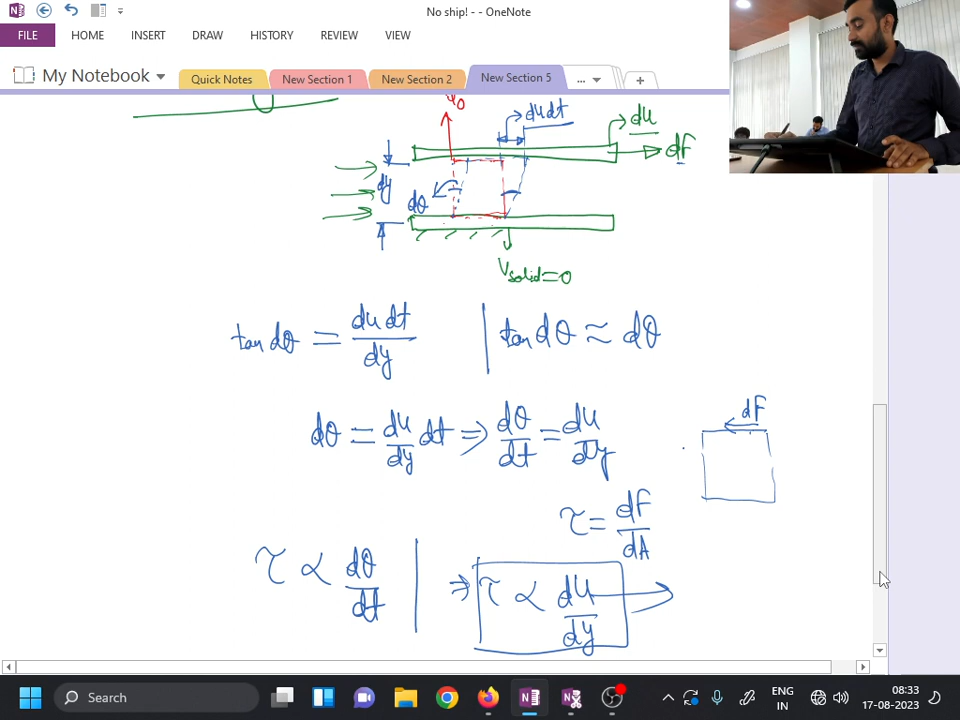 No ship! - - OneNote
FILE HOME INSERT DRAW HISTORY REVIEW VIEW
My Notebook Quick Notes New Section 1 New Section 2 New Section 5 ... +
du dt
du
dF
dy
dθ
V solid = 0
tan dθ = du dt / dy | tan dθ ≈ dθ
dF
dθ = du/dy dt ⇒ dθ/dt = du/dy
τ = dF/dA
τ ∝ dθ/dt | ⇒ τ ∝ du/dy
Search
ENG
IN
08:33
17-08-2023